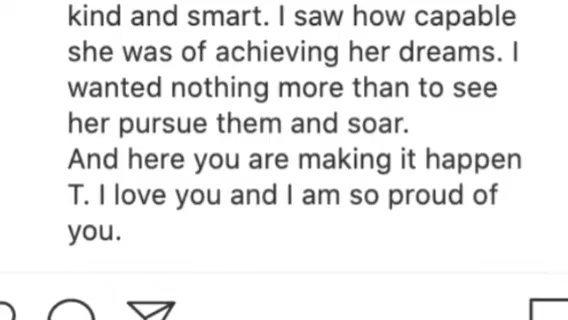 kind and smart. I saw how capable
she was of achieving her dreams. I
wanted nothing more than to see
her pursue them and soar.
And here you are making it happen
T. I love you and I am so proud of
you.